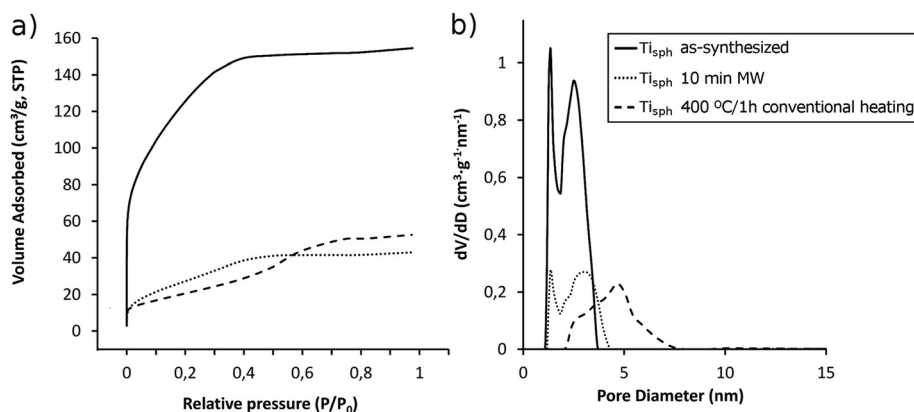 a)
Volume Adsorbed (cm³/g, STP)
160
140
120
100
80
60
40
20
0
0
0,2
0,4
0,6
0,8
1
Relative pressure (P/P₀)
b)
Ti_sph as-synthesized
Ti_sph 10 min MW
Ti_sph 400 ºC/1h conventional heating
dV/dD (cm³·g⁻¹·nm⁻¹)
1
0,8
0,6
0,4
0,2
0
0
5
10
15
Pore Diameter (nm)